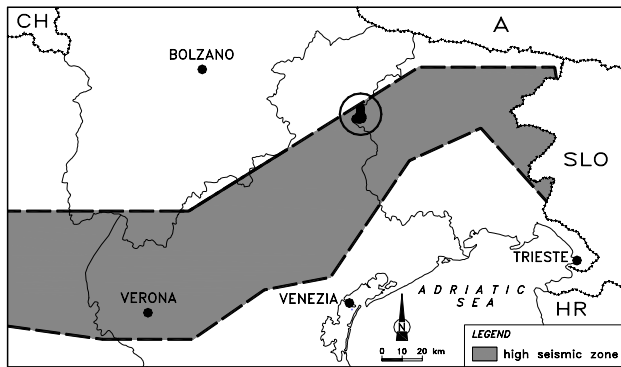 CH
A
BOLZANO
SLO
TRIESTE
VERONA
VENEZIA
ADRIATIC
SEA
HR
N
0 10 20 km
LEGEND
high seismic zone